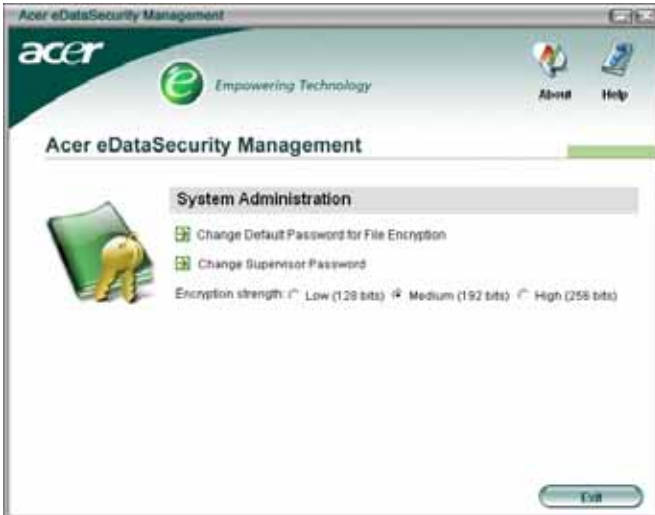 Acer eDataSecurity Management
acer
e Empowering Technology
About Help
Acer eDataSecurity Management
System Administration
Change Default Password for File Encryption
Change Supervisor Password
Encryption strength: Low (128 bits) Medium (192 bits) High (256 bits)
Exit